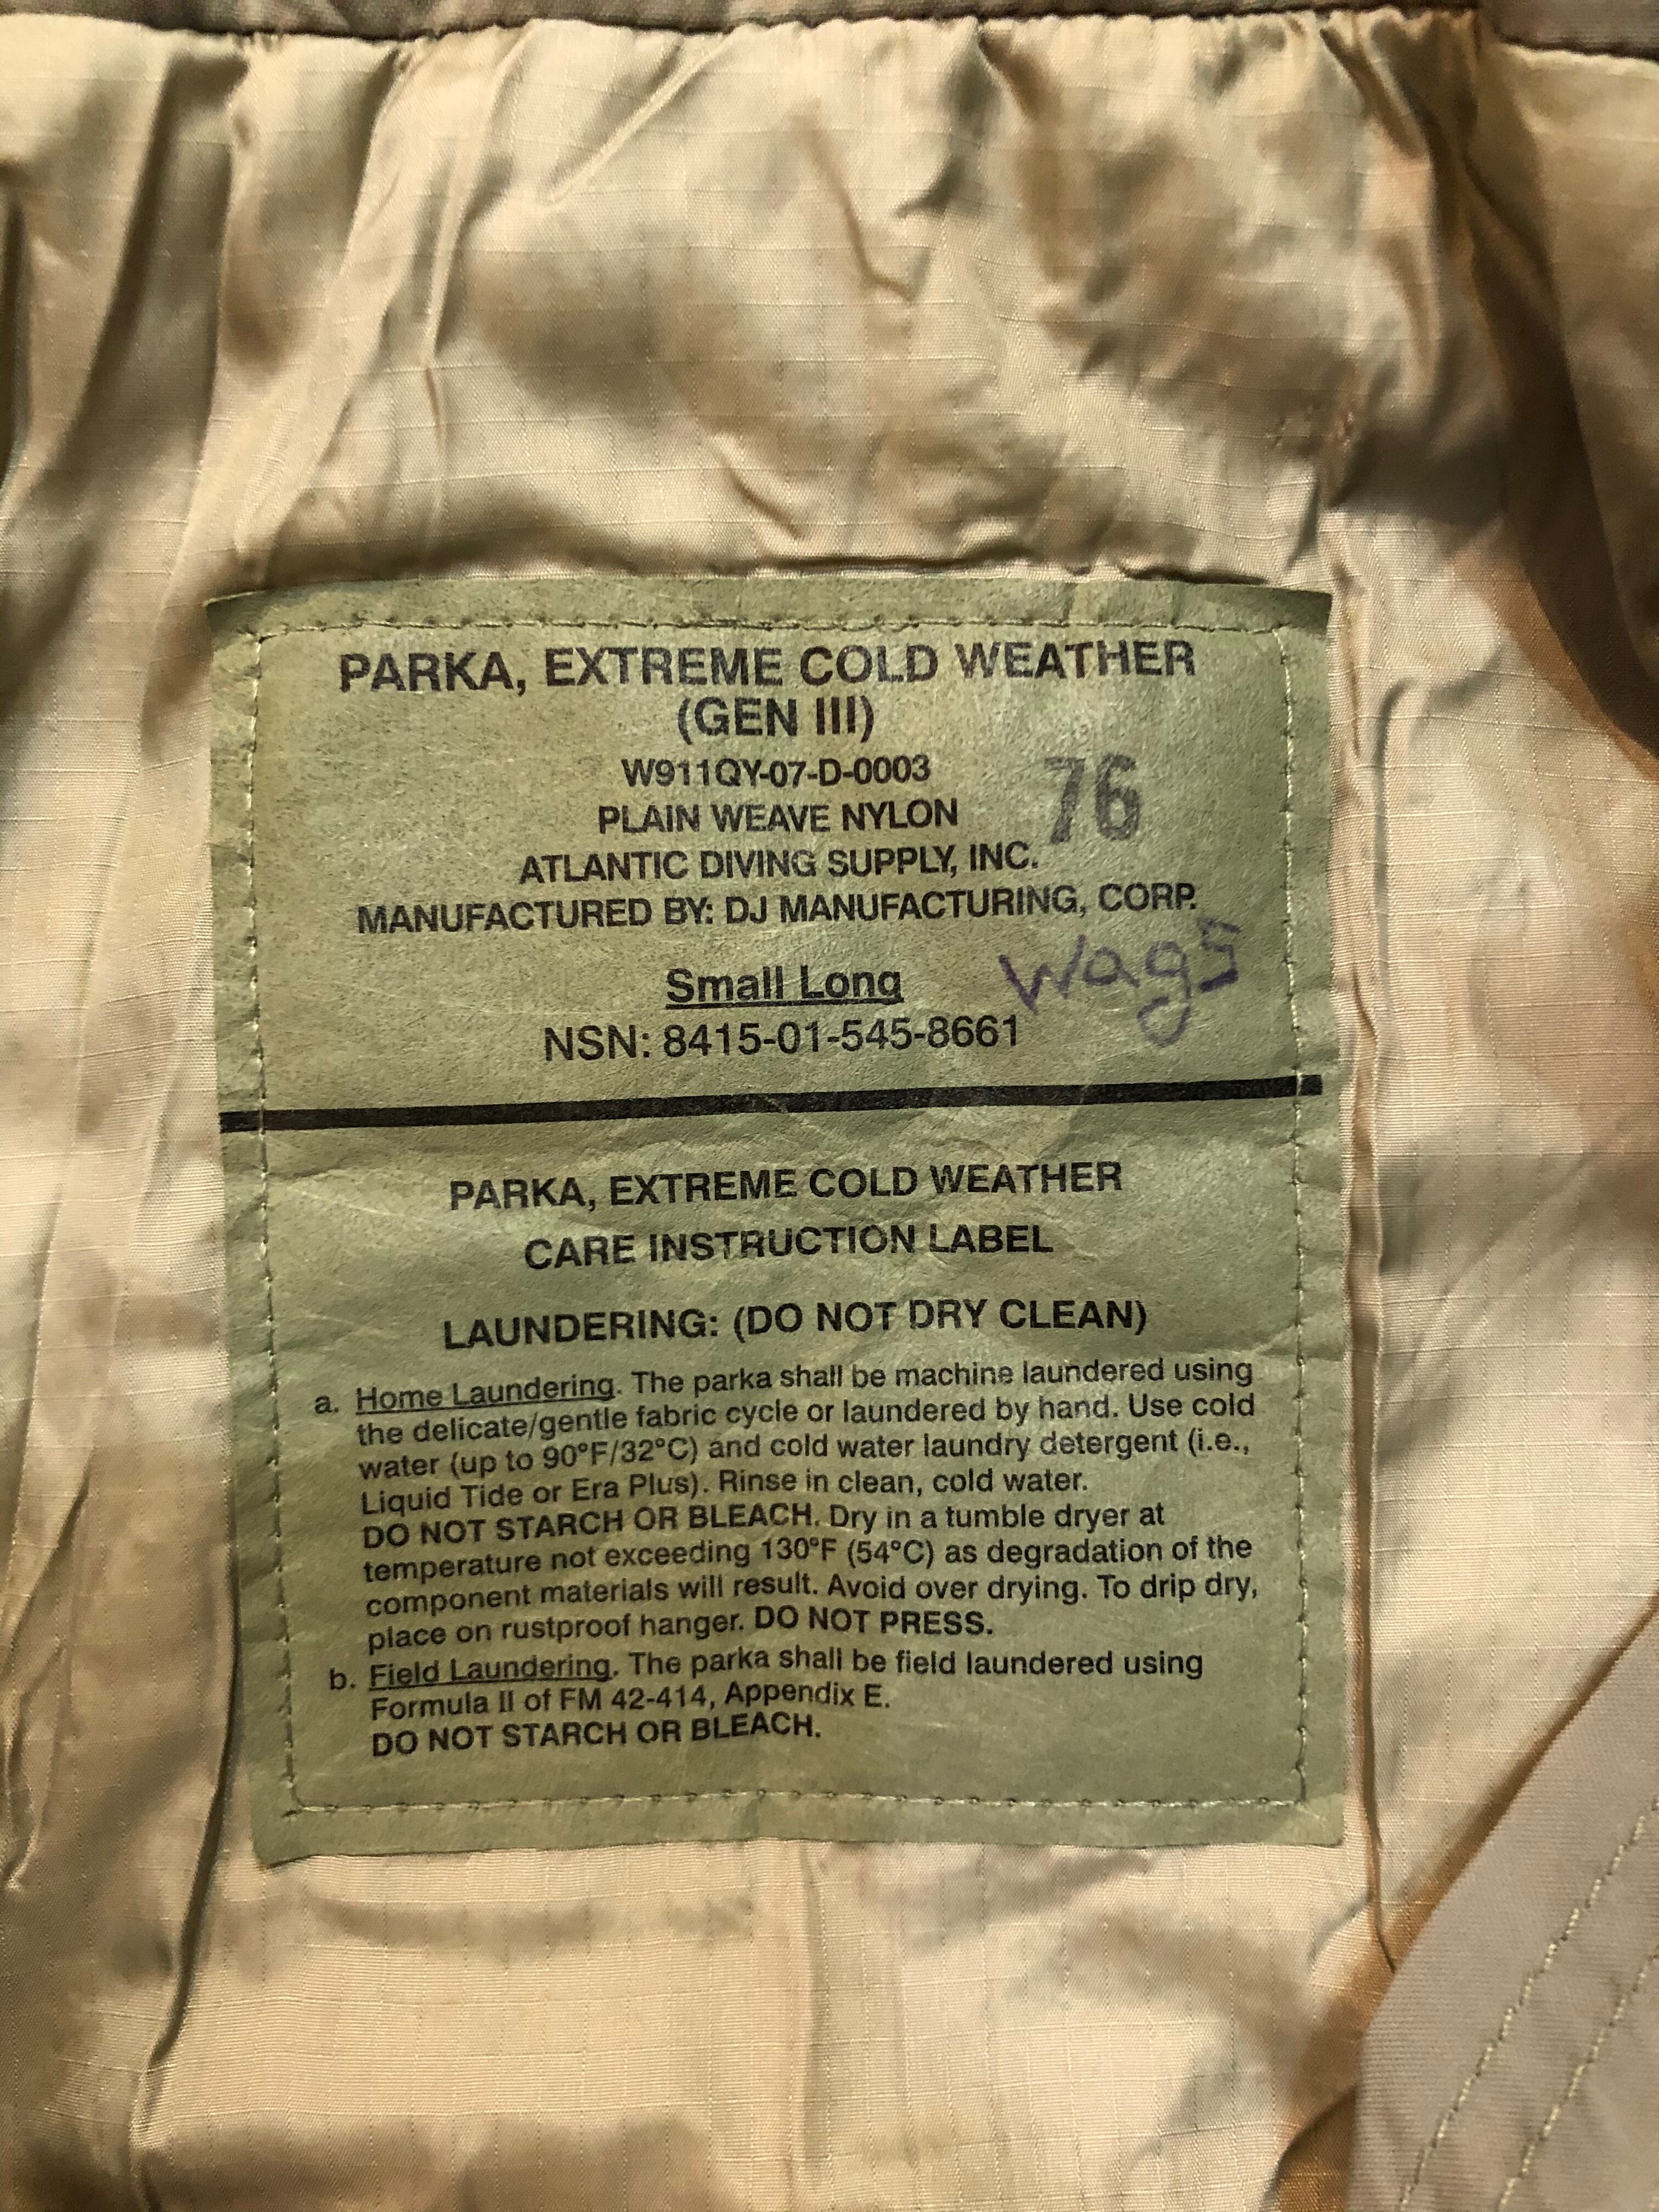 PARKA, EXTREME COLD WEATHER
(GEN III)
W911QY-07-D-0003
76
PLAIN WEAVE NYLON
ATLANTIC DIVING SUPPLY, INC.
MANUFACTURED BY: DJ MANUFACTURING, CORP.
Wags
Small Long
NSN: 8415-01-545-8661
PARKA, EXTREME COLD WEATHER
CARE INSTRUCTION LABEL
LAUNDERING: (DO NOT DRY CLEAN)
a. Home Laundering. The parka shall be machine laundered using
the delicate/gentle fabric cycle or laundered by hand. Use cold
water (up to 90°F/32°C) and cold water laundry detergent (i.e.,
Liquid Tide or Era Plus). Rinse in clean, cold water.
DO NOT STARCH OR BLEACH. Dry in a tumble dryer at
temperature not exceeding 130°F (54°C) as degradation of the
component materials will result. Avoid over drying. To drip dry,
place on rustproof hanger. DO NOT PRESS.
b. Field Laundering. The parka shall be field laundered using
Formula II of FM 42-414, Appendix E.
DO NOT STARCH OR BLEACH.